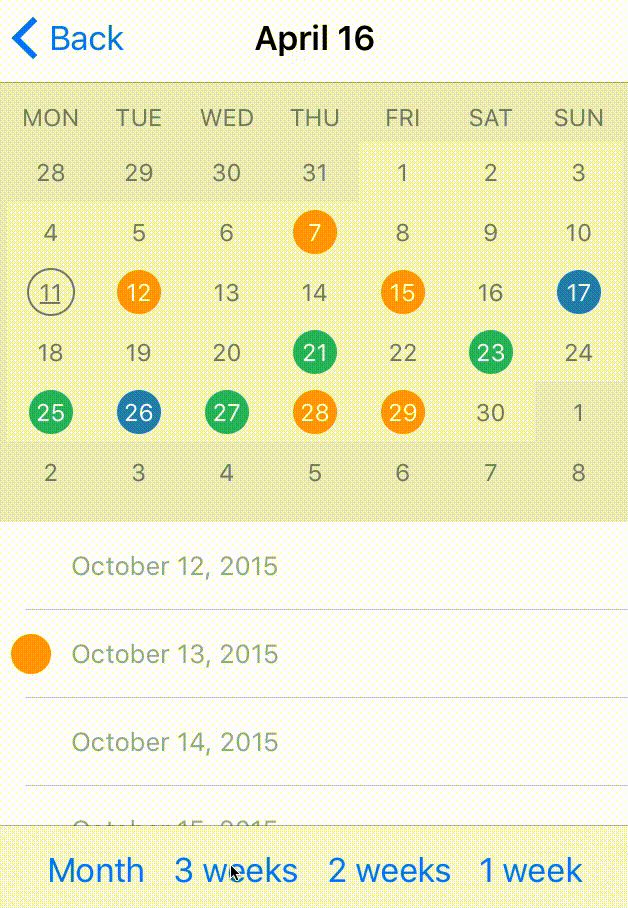 Back April 16
MON TUE WED THU FRI SAT SUN
28 29 30 31 1 2 3
4 5 6 7 8 9 10
11 12 13 14 15 16 17
18 19 20 21 22 23 24
25 26 27 28 29 30 1
2 3 4 5 6 7 8
October 12, 2015
October 13, 2015
October 14, 2015
October 15, 2015
Month 3 weeks 2 weeks 1 week